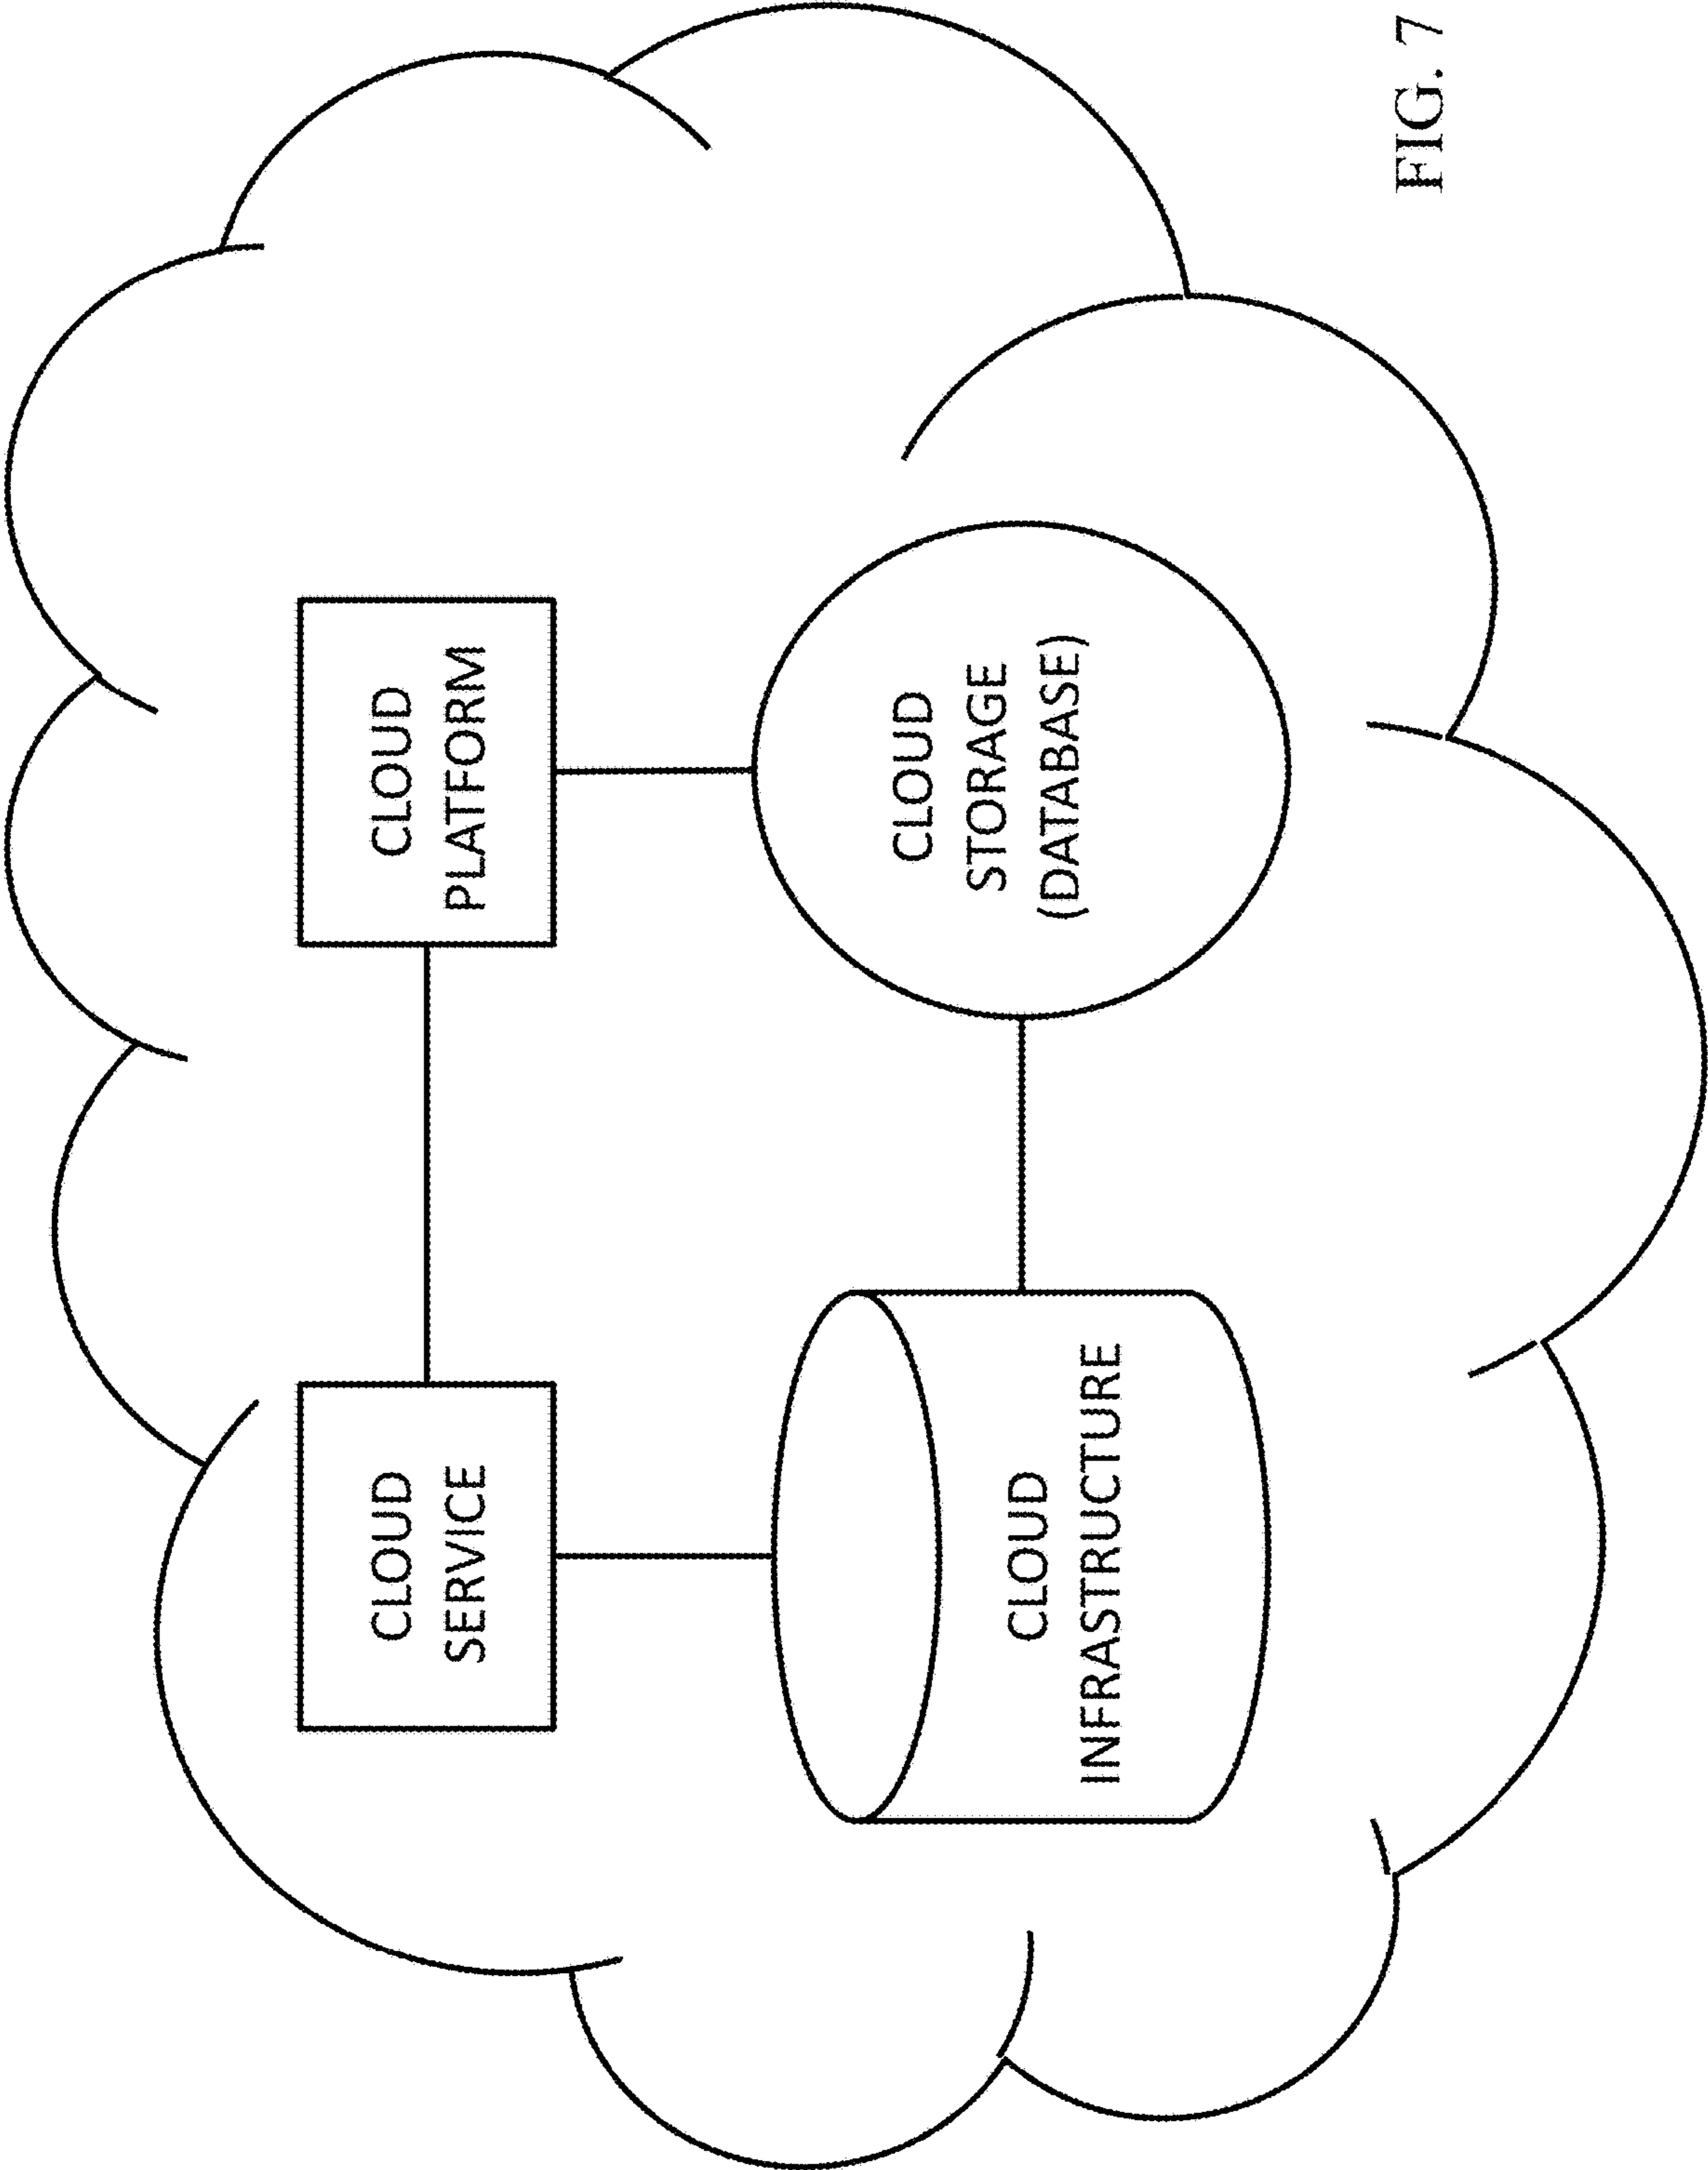 CLOUD
SERVICE
CLOUD
PLATFORM
CLOUD
INFRASTRUCTURE
CLOUD
STORAGE
(DATABASE)
FIG. 7